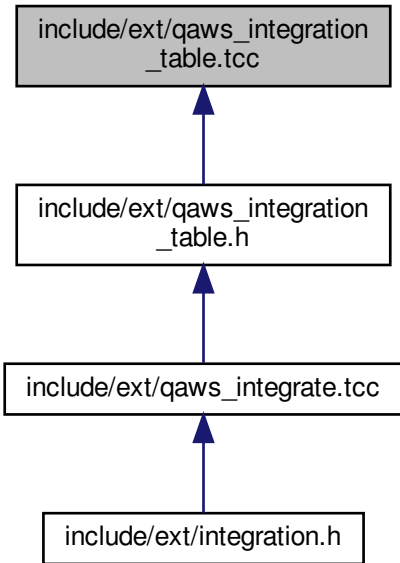 include/ext/qaws_integration
_table.tcc
include/ext/qaws_integration
_table.h
include/ext/qaws_integrate.tcc
include/ext/integration.h